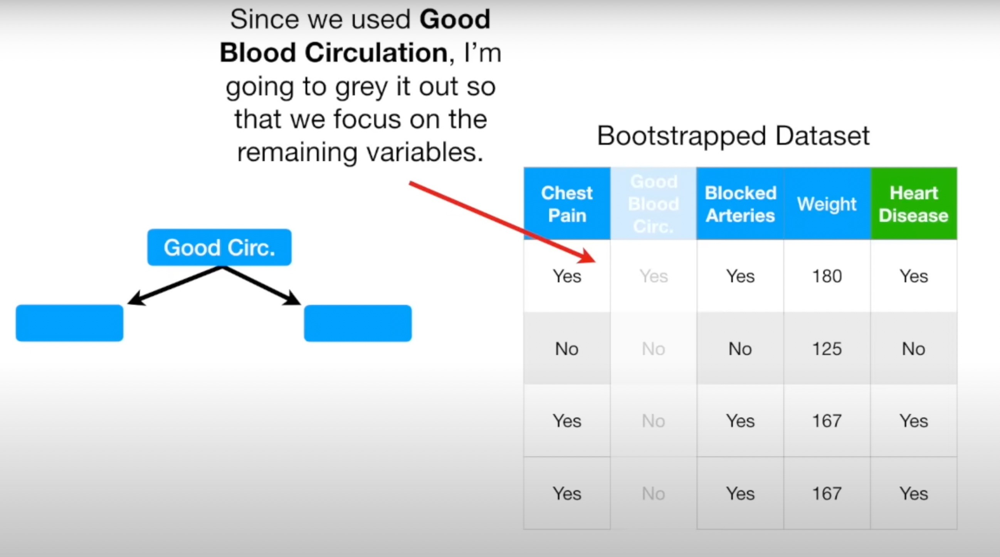 Since we used Good
Blood Circulation, I’m
going to grey it out so
that we focus on the
remaining variables.
Good Circ.
Bootstrapped Dataset
Chest Pain Good Blood Circ. Blocked Arteries Weight Heart Disease
Yes Yes Yes 180 Yes
No No No 125 No
Yes No Yes 167 Yes
Yes No Yes 167 Yes